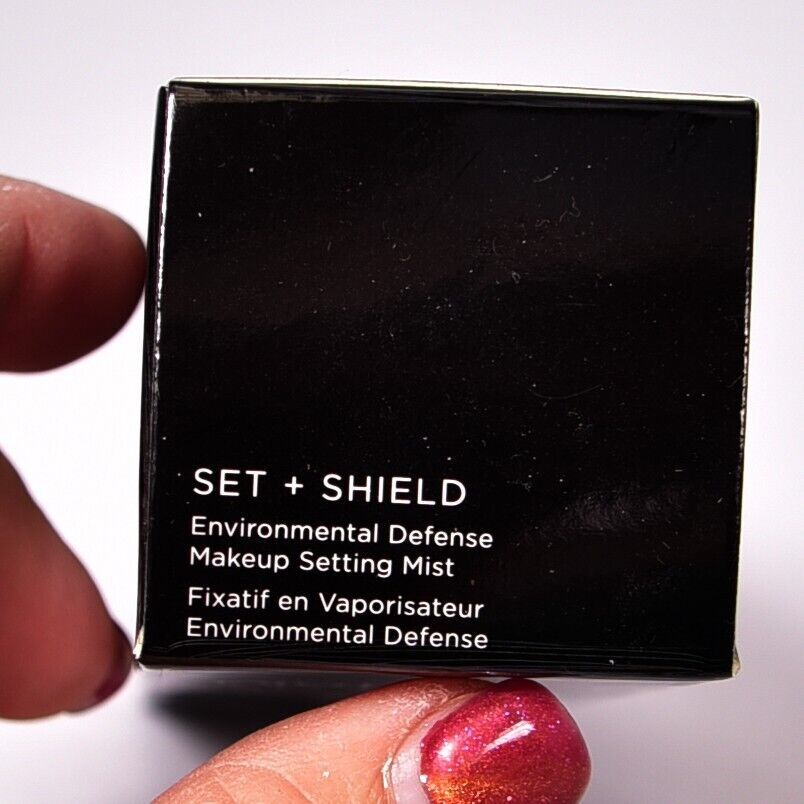 SET + SHIELD
Environmental Defense
Makeup Setting Mist
Fixatif en Vaporisateur
Environmental Defense